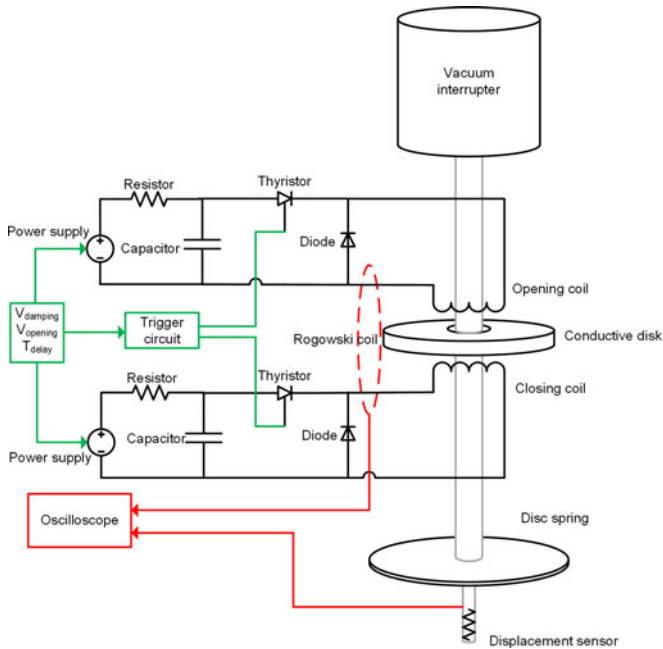 Vacuum
interrupter
Resistor
Thyristor
Power supply
+
−
Capacitor
Diode
Opening coil
V_damping
V_opening
T_delay
Trigger
circuit
Rogowski coil
Conductive disk
Resistor
Thyristor
Closing coil
+
−
Capacitor
Diode
Power supply
Oscilloscope
Disc spring
Displacement sensor